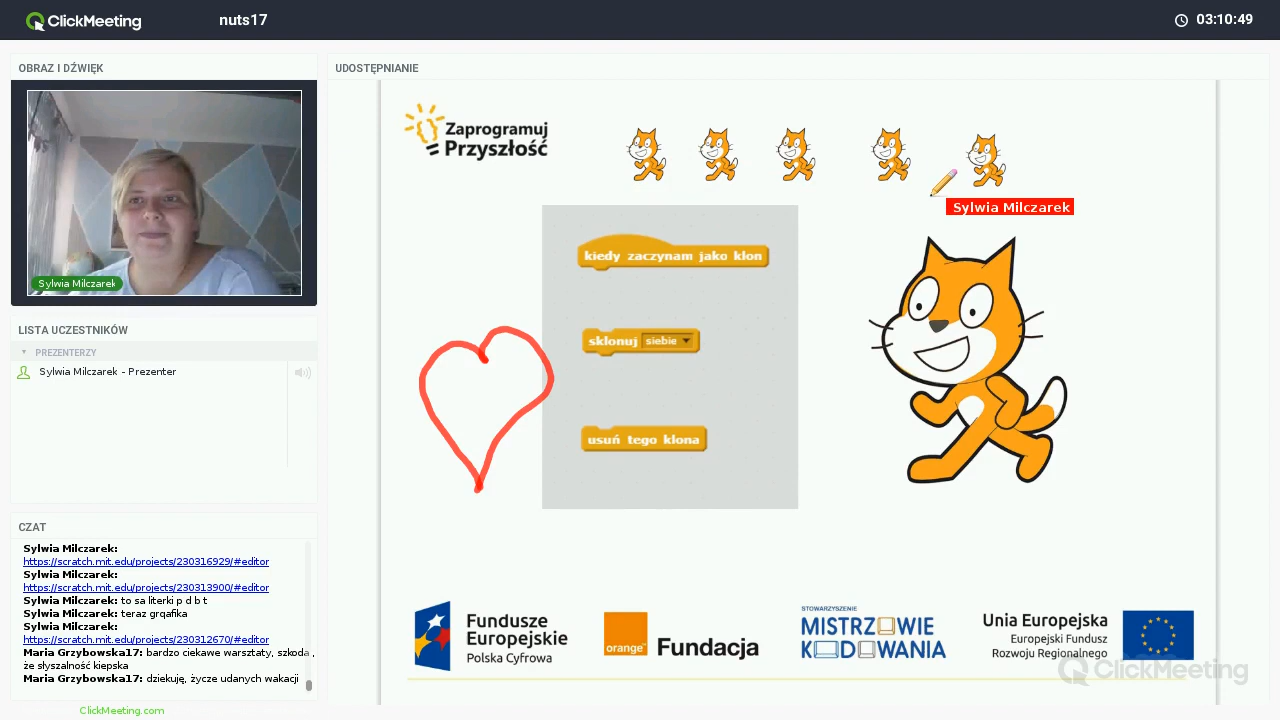 ClickMeeting
nuts17
03:10:49
OBRAZ I DŹWIĘK
Sylwia Milczarek
LISTA UCZESTNIKÓW
PREZENTERZY
Sylwia Milczarek - Prezenter
CZAT
Sylwia Milczarek:
https://scratch.mit.edu/projects/230316929/#editor
Sylwia Milczarek:
https://scratch.mit.edu/projects/230313900/#editor
Sylwia Milczarek: to sa literki p d b t
Sylwia Milczarek: teraz grqafika
Sylwia Milczarek:
https://scratch.mit.edu/projects/230312670/#editor
Maria Grzybowska17: bardzo ciekawe warsztaty, szkoda ,
że słyszalność kiepska
Maria Grzybowska17: dziekuję, życze udanych wakacji
ClickMeeting.com
UDOSTĘPNIANIE
Zaprogramuj
Przyszłość
Sylwia Milczarek
kiedy zaczynam jako klon
sklonuj siebie
usuń tego klona
Fundusze
Europejskie
Polska Cyfrowa
orange™
Fundacja
STOWARZYSZENIE
MISTRZOWIE
KODOWANIA
Unia Europejska
Europejski Fundusz
Rozwoju Regionalnego
ClickMeeting